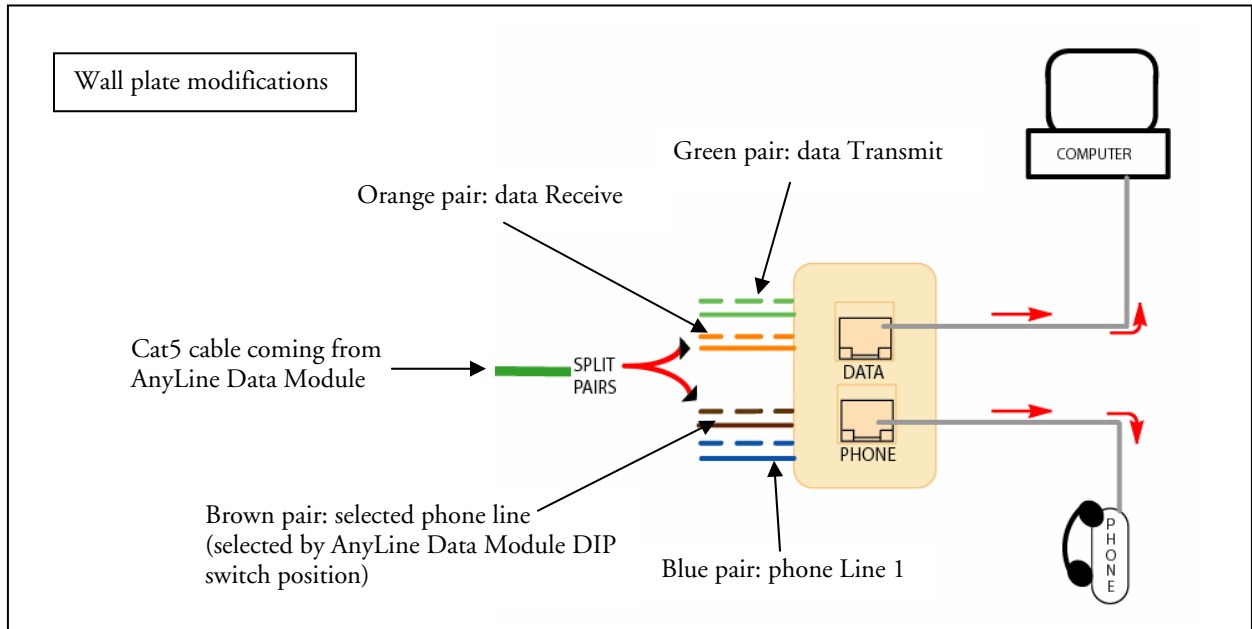 Wall plate modifications
Green pair: data Transmit
COMPUTER
Orange pair: data Receive
Cat5 cable coming from
AnyLine Data Module
SPLIT
PAIRS
DATA
PHONE
Brown pair: selected phone line
(selected by AnyLine Data Module DIP
switch position)
Blue pair: phone Line 1
PHONE